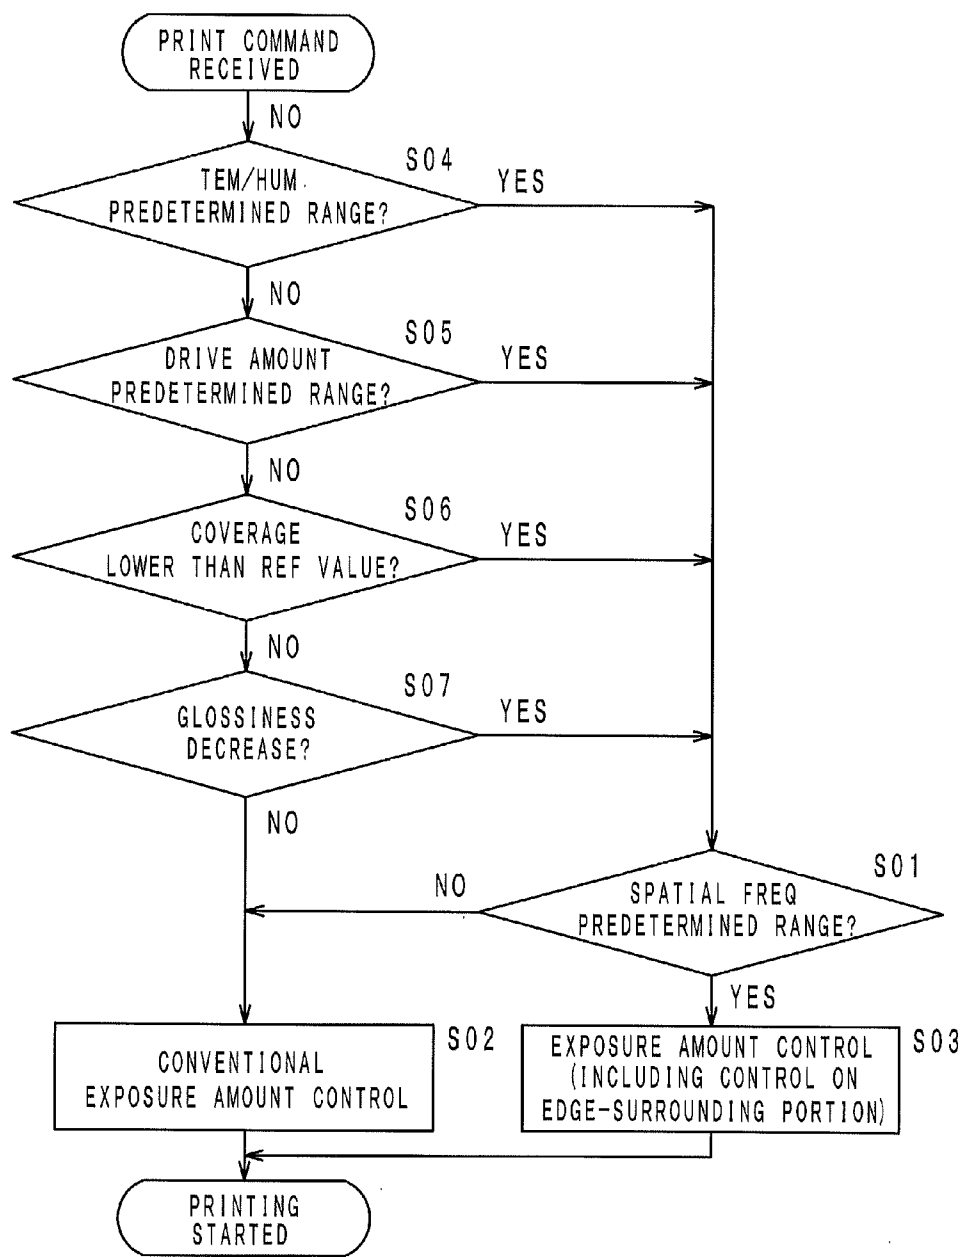 PRINT COMMAND
RECEIVED
NO
S04
TEM/HUM
PREDETERMINED RANGE?
YES
NO
S05
DRIVE AMOUNT
PREDETERMINED RANGE?
YES
NO
S06
COVERAGE
LOWER THAN REF VALUE?
YES
NO
S07
GLOSSINESS
DECREASE?
YES
NO
S01
SPATIAL FREQ
PREDETERMINED RANGE?
NO
YES
S02
CONVENTIONAL
EXPOSURE AMOUNT CONTROL
S03
EXPOSURE AMOUNT CONTROL
(INCLUDING CONTROL ON
EDGE-SURROUNDING PORTION)
PRINTING
STARTED